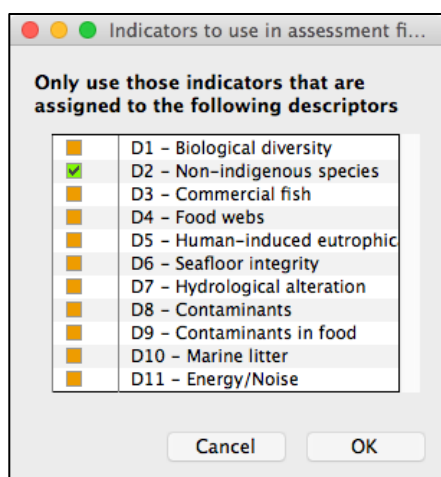 Indicators to use in assessment fi...
Only use those indicators that are
assigned to the following descriptors
D1 – Biological diversity
D2 – Non-indigenous species
D3 – Commercial fish
D4 – Food webs
D5 – Human-induced eutrophic
D6 – Seafloor integrity
D7 – Hydrological alteration
D8 – Contaminants
D9 – Contaminants in food
D10 – Marine litter
D11 – Energy/Noise
Cancel OK